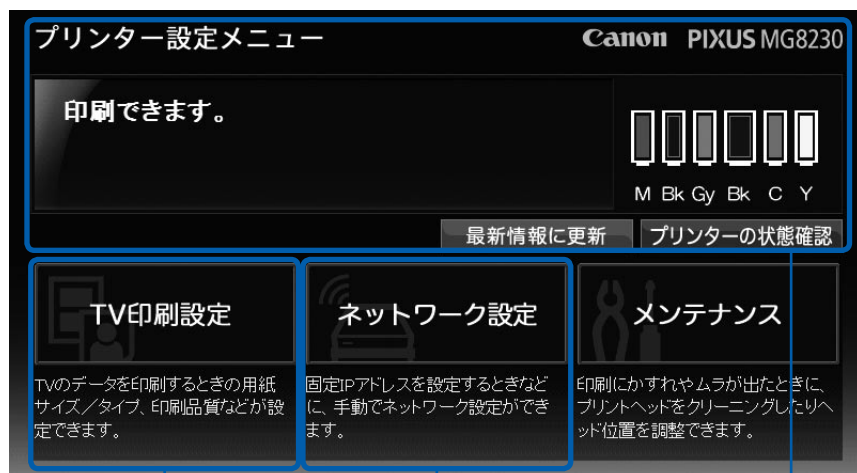 プリンター設定メニュー
Canon PIXUS MG8230
印刷できます。
M Bk Gy Bk C Y
最新情報に更新 プリンターの状態確認
TV印刷設定
TVのデータを印刷するときの用紙
サイズ/タイプ、印刷品質などが設
定できます。
ネットワーク設定
固定IPアドレスを設定するときなど
に、手動でネットワーク設定ができ
ます。
メンテナンス
印刷にかすれやムラが出たときに、
プリントヘッドをクリーニングしたりヘ
ッド位置を調整できます。